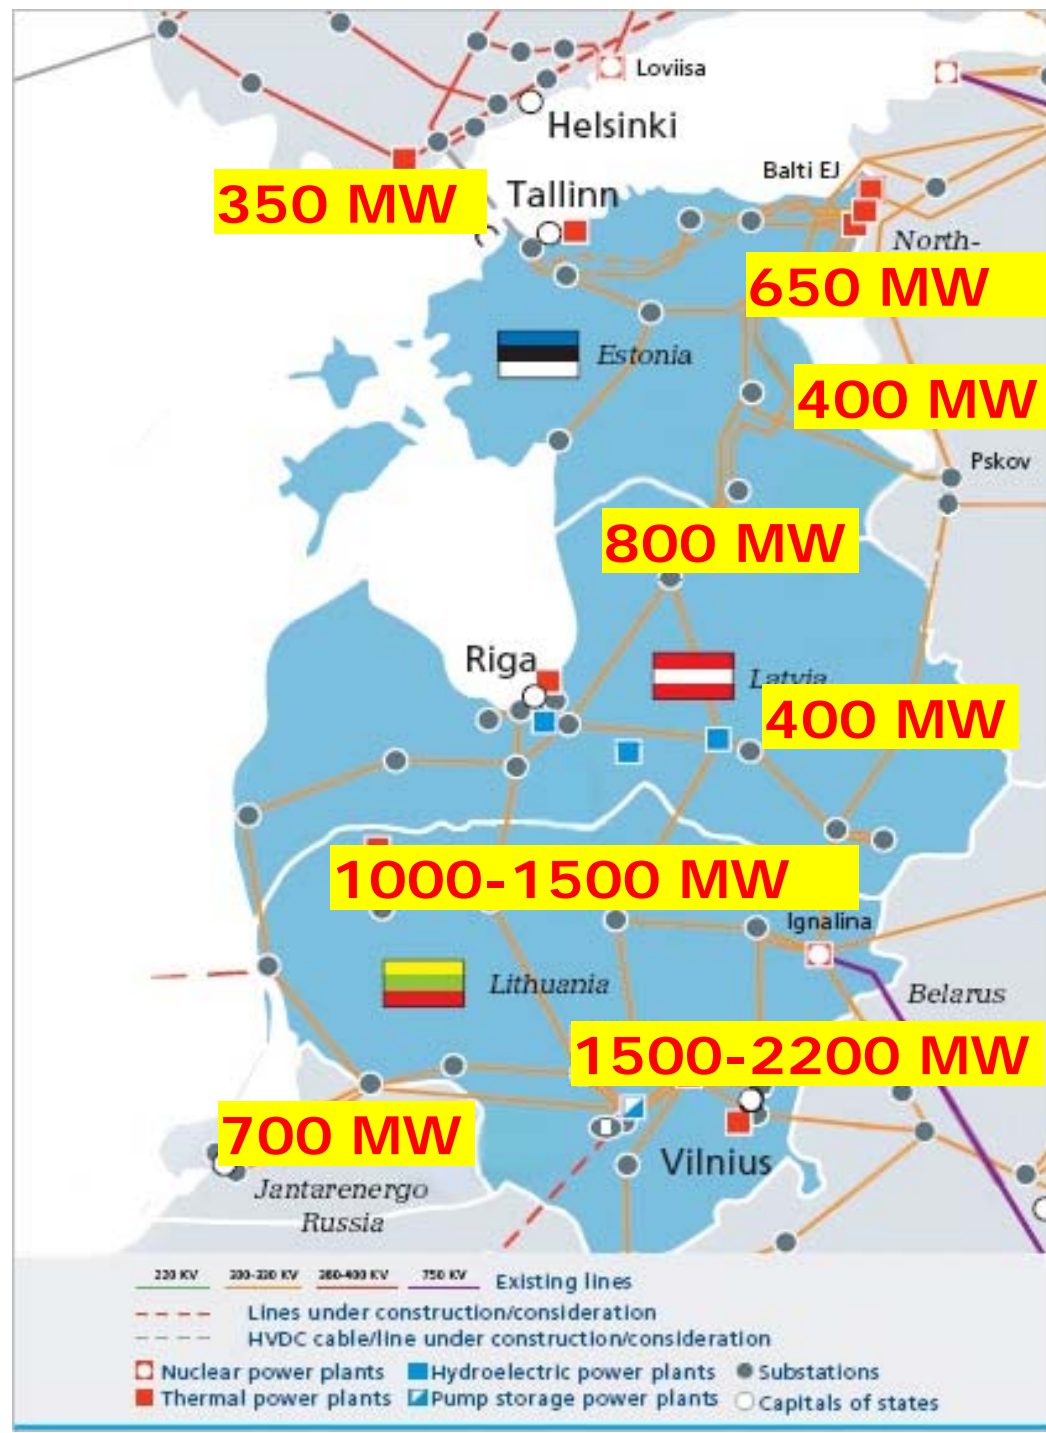 Loviisa
Helsinki
Balti EJ
350 MW
Tallinn
North-
650 MW
Estonia
400 MW
Pskov
800 MW
Riga
Latvia
400 MW
1000-1500 MW
Ignalina
Lithuania
Belarus
1500-2200 MW
700 MW
Vilnius
Jantarenergo
Russia
750 KV Existing lines
Lines under construction/consideration
HVDC cable/line under construction/consideration
Nuclear power plants Hydroelectric power plants Substations
Thermal power plants Pump storage power plants Capitals of states